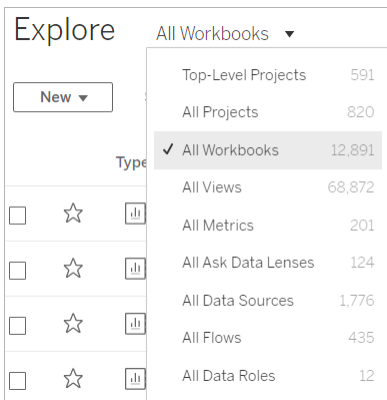 Explore All Workbooks
Top-Level Projects 591
New
All Projects 820
All Workbooks 12,891
Type
All Views 68,872
All Metrics 201
All Ask Data Lenses 124
All Data Sources 1,776
All Flows 435
All Data Roles 12